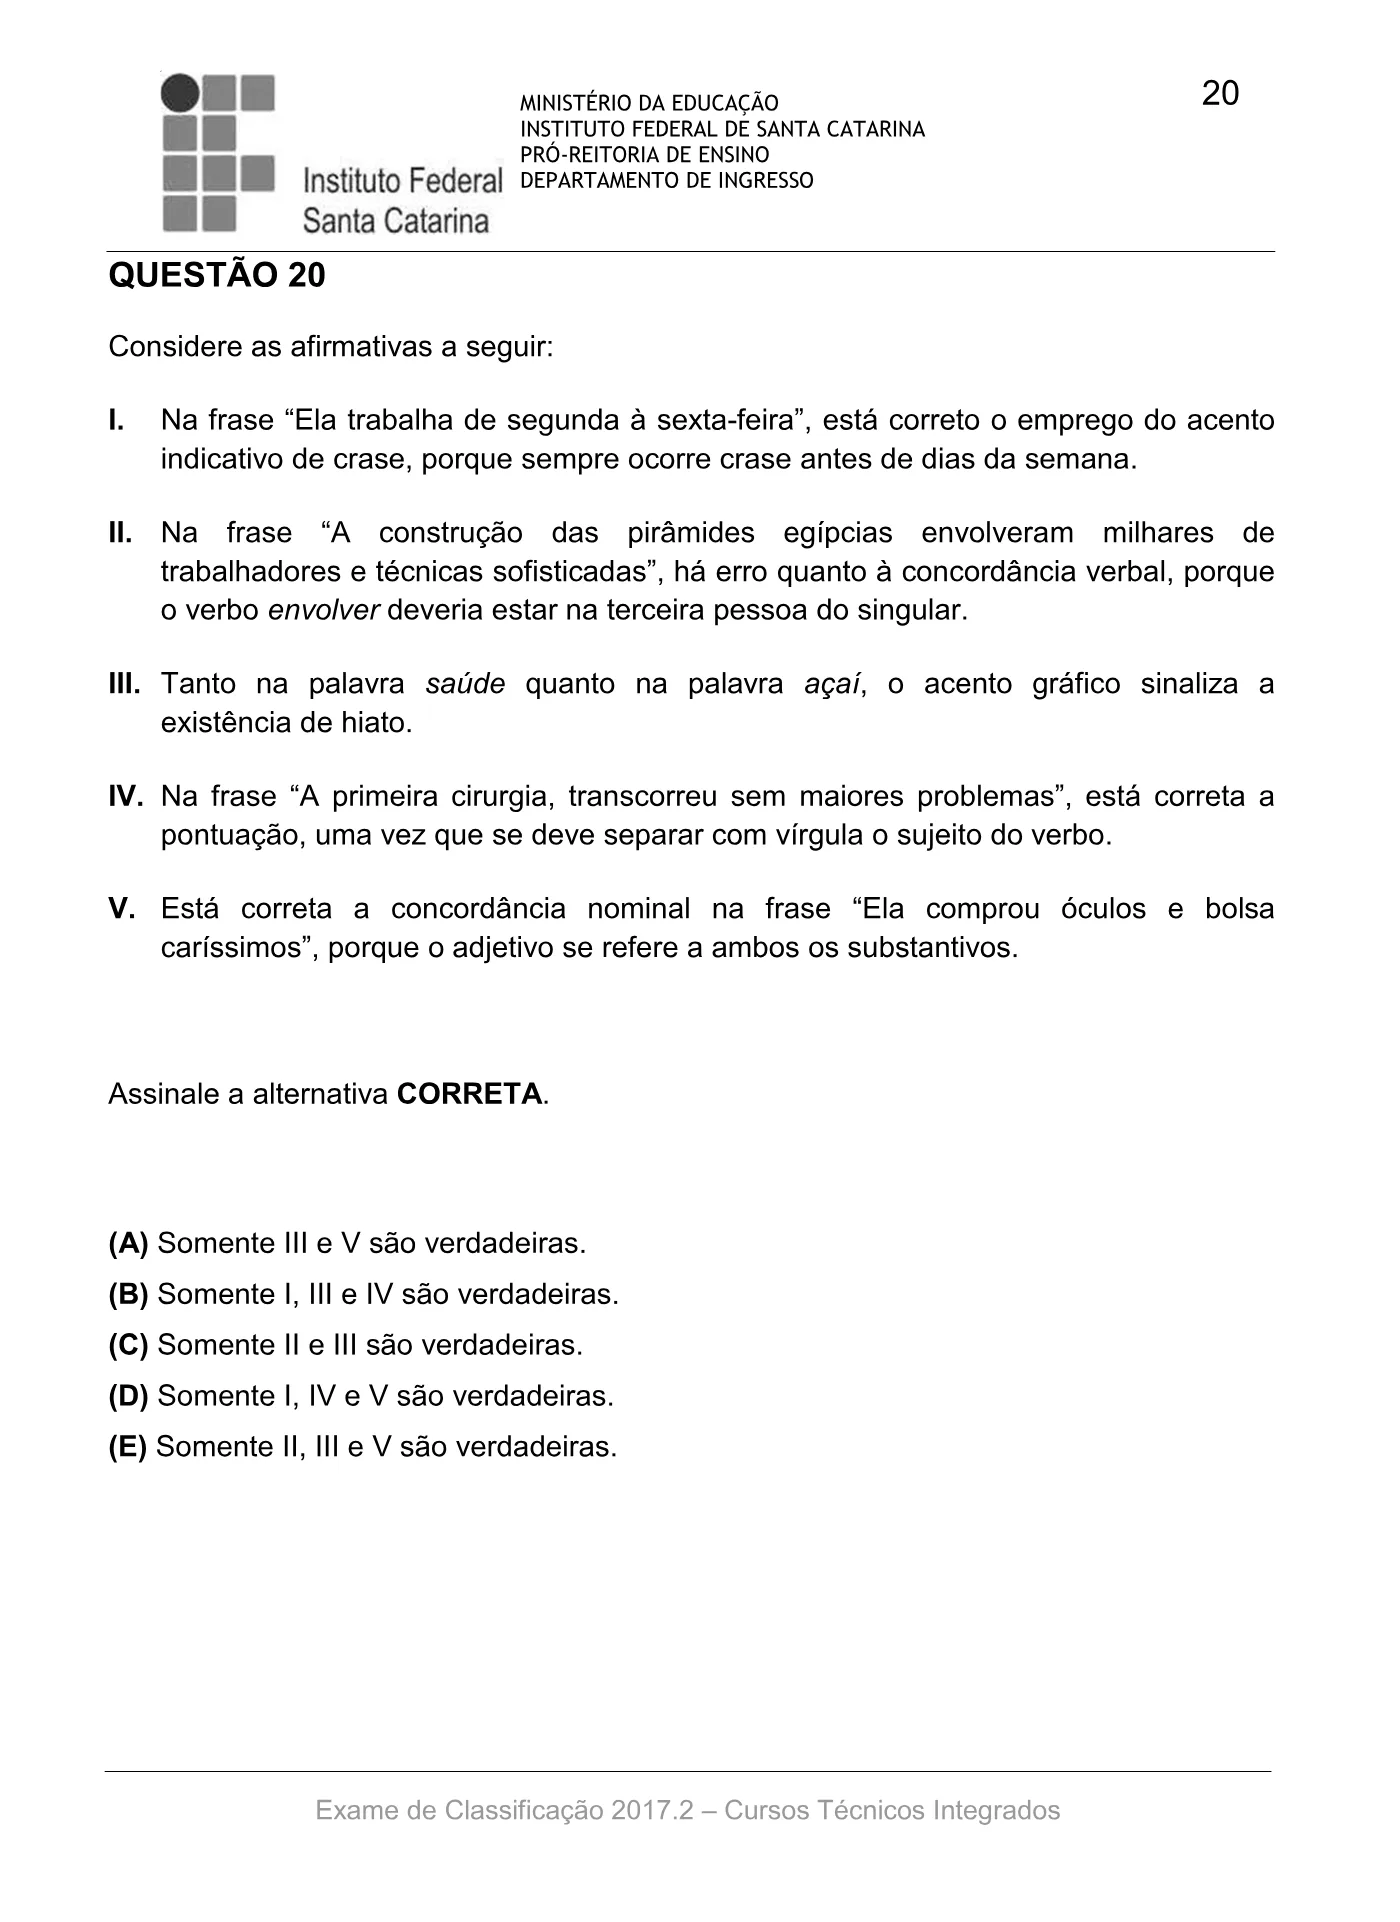 20
MINISTÉRIO DA EDUCAÇÃO
INSTITUTO FEDERAL DE SANTA CATARINA
PRÓ-REITORIA DE ENSINO
DEPARTAMENTO DE INGRESSO
Instituto Federal
Santa Catarina
QUESTÃO 20
Considere as afirmativas a seguir:
I. Na frase “Ela trabalha de segunda à sexta-feira”, está correto o emprego do acento
indicativo de crase, porque sempre ocorre crase antes de dias da semana.
II. Na frase “A construção das pirâmides egípcias envolveram milhares de
trabalhadores e técnicas sofisticadas”, há erro quanto à concordância verbal, porque
o verbo envolver deveria estar na terceira pessoa do singular.
III. Tanto na palavra saúde quanto na palavra açaí, o acento gráfico sinaliza a
existência de hiato.
IV. Na frase “A primeira cirurgia, transcorreu sem maiores problemas”, está correta a
pontuação, uma vez que se deve separar com vírgula o sujeito do verbo.
V. Está correta a concordância nominal na frase “Ela comprou óculos e bolsa
caríssimos”, porque o adjetivo se refere a ambos os substantivos.
Assinale a alternativa CORRETA.
(A) Somente III e V são verdadeiras.
(B) Somente I, III e IV são verdadeiras.
(C) Somente II e III são verdadeiras.
(D) Somente I, IV e V são verdadeiras.
(E) Somente II, III e V são verdadeiras.
Exame de Classificação 2017.2 – Cursos Técnicos Integrados